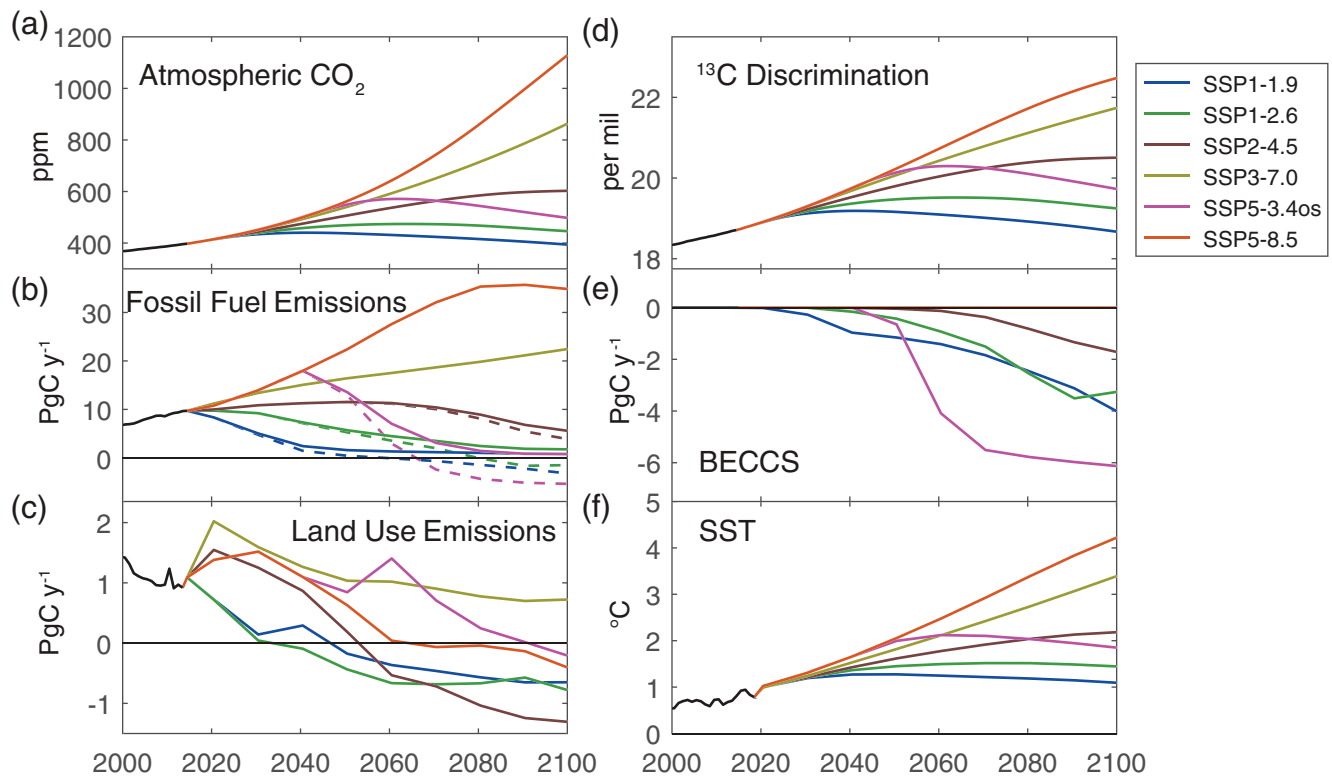 (a)
1200
1000
800
600
400
ppm
Atmospheric CO₂
(b)
30
20
10
0
PgC y⁻¹
Fossil Fuel Emissions
(c)
2
1
0
-1
PgC y⁻¹
Land Use Emissions
2000 2020 2040 2060 2080 2100
(d)
22
20
18
per mil
¹³C Discrimination
(e)
0
-2
-4
-6
PgC y⁻¹
BECCS
(f)
5
4
3
2
1
0
°C
SST
2000 2020 2040 2060 2080 2100
SSP1-1.9
SSP1-2.6
SSP2-4.5
SSP3-7.0
SSP5-3.4os
SSP5-8.5